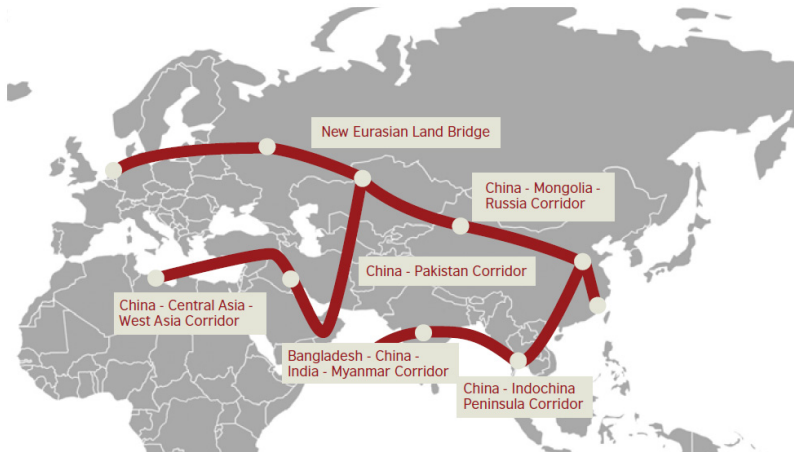 New Eurasian Land Bridge
China - Mongolia -
Russia Corridor
China - Pakistan Corridor
China - Central Asia -
West Asia Corridor
Bangladesh - China -
India - Myanmar Corridor
China - Indochina
Peninsula Corridor